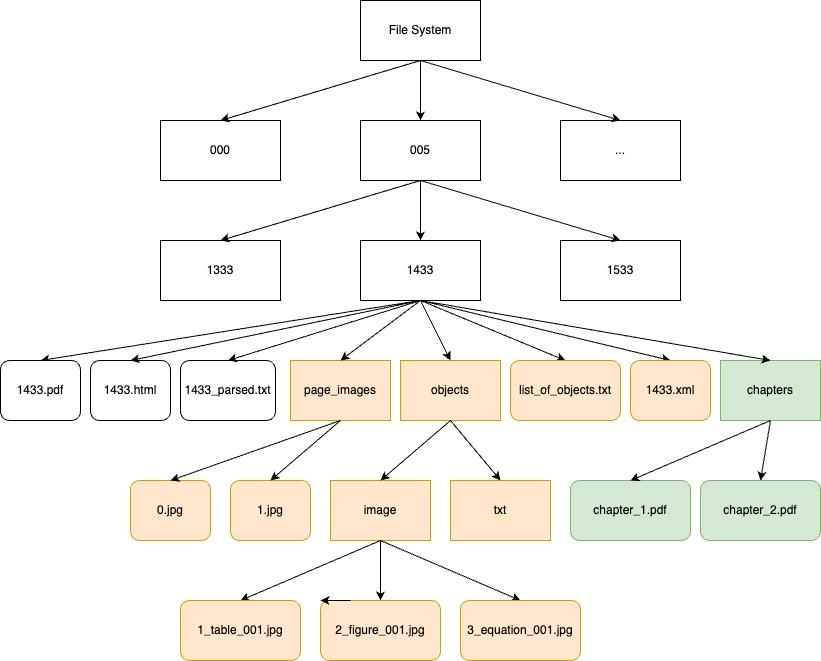 File System
000
005
...
1333
1433
1533
1433.pdf
1433.html
1433_parsed.txt
page_images
objects
list_of_objects.txt
1433.xml
chapters
0.jpg
1.jpg
image
txt
chapter_1.pdf
chapter_2.pdf
1_table_001.jpg
2_figure_001.jpg
3_equation_001.jpg